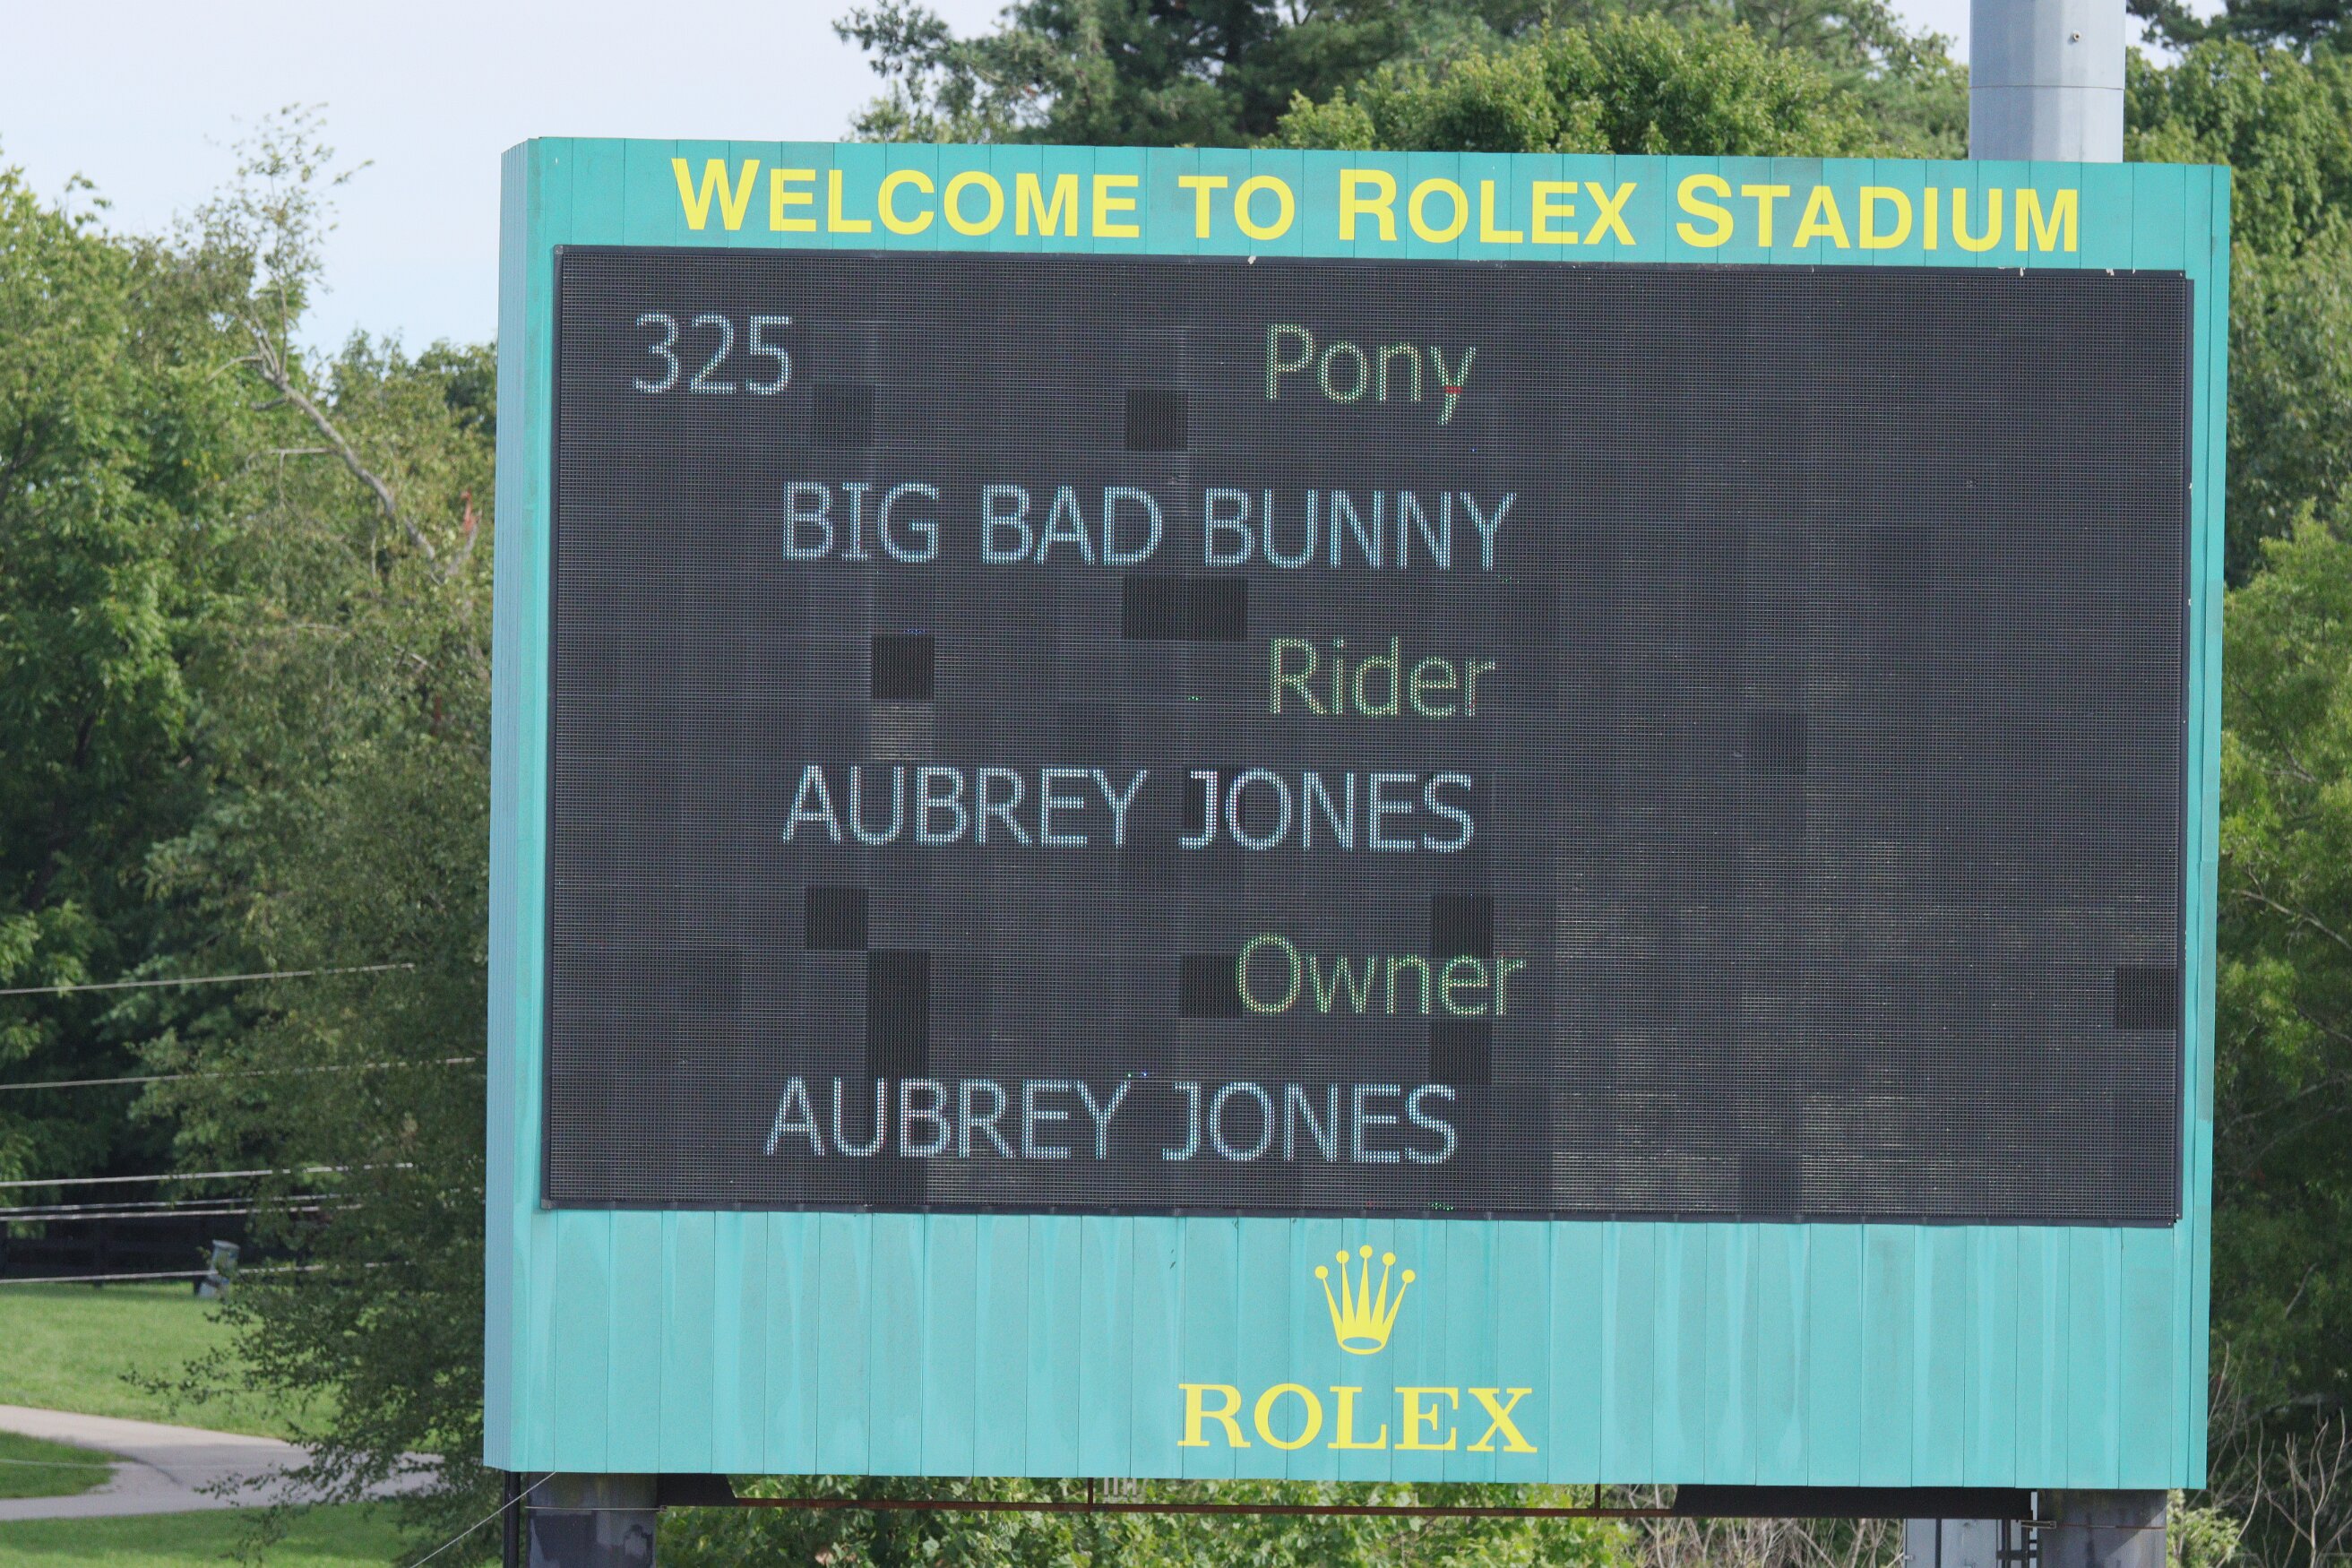 WELCOME TO ROLEX STADIUM
325 Pony
BIG BAD BUNNY
Rider
AUBREY JONES
Owner
AUBREY JONES
ROLEX